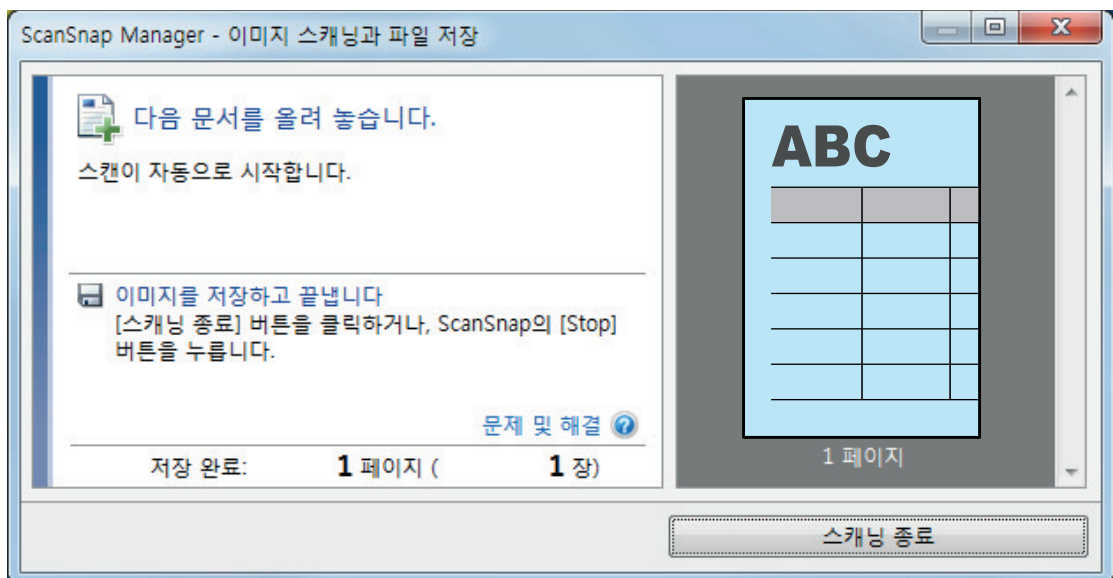 ScanSnap Manager - 이미지 스캐닝과 파일 저장
다음 문서를 올려 놓습니다.
스캔이 자동으로 시작합니다.
이미지를 저장하고 끝냅니다
[스캐닝 종료] 버튼을 클릭하거나, ScanSnap의 [Stop]
버튼을 누릅니다.
문제 및 해결
저장 완료: 1 페이지 ( 1 장)
ABC
1 페이지
스캐닝 종료